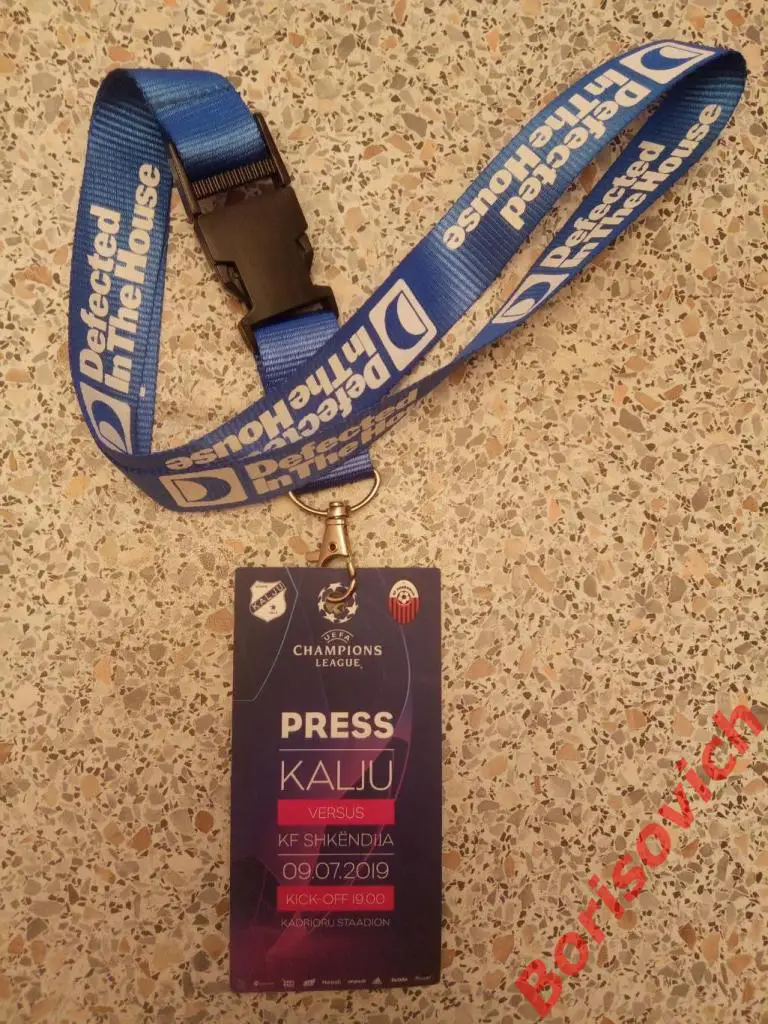 Defected
In The House
Defected
In The House
Defected
In The House
Defected
In The House
Defected
In The
KALJU
UEFA
CHAMPIONS
LEAGUE
PRESS
KALJU
VERSUS
KF SHKËNDIJA
09.07.2019
KICK-OFF 19.00
KADRIORU STAADION
Borisovich